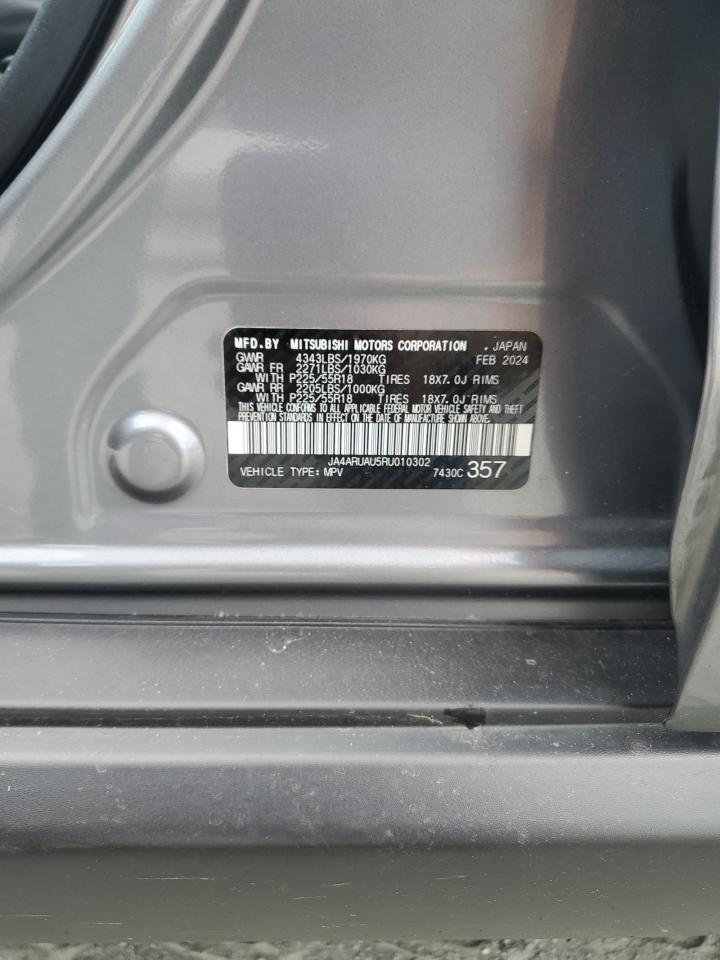 MFD.BY MITSUBISHI MOTORS CORPORATION . JAPAN
GVWR 4343LBS/1970KG FEB 2024
GAWR FR 2271LBS/1030KG
WITH P225/55R18 TIRES 18X7.0J RIMS
GAWR RR 2205LBS/1000KG
WITH P225/55R18 TIRES 18X7.0J RIMS
THIS VEHICLE CONFORMS TO ALL APPLICABLE FEDERAL MOTOR VEHICLE SAFETY AND THEFT
PREVENTION STANDARDS IN EFFECT ON THE DATE OF MANUFACTURE SHOWN ABOVE.
JA4ARUAU5RU010302
VEHICLE TYPE:MPV 7430C 357